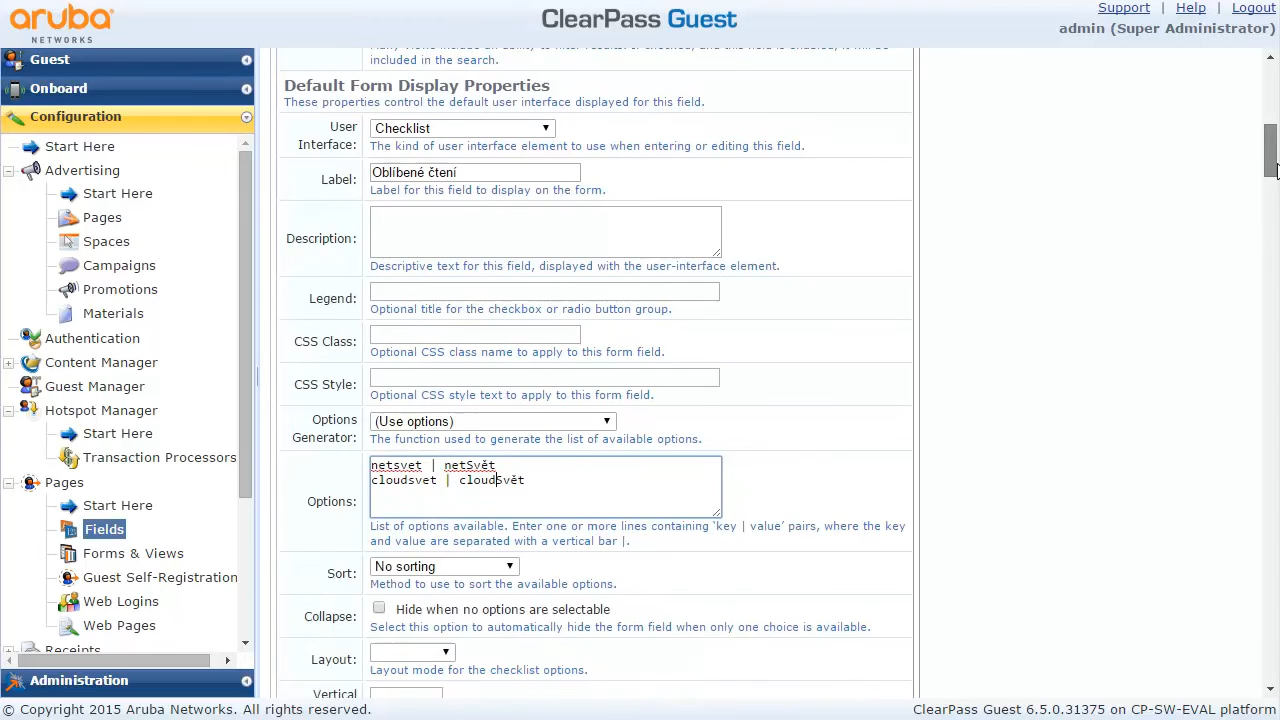 aruba
NETWORKS
ClearPass Guest
Support | Help | Logout
admin (Super Administrator)
Guest
Onboard
Configuration
Start Here
Advertising
Start Here
Pages
Spaces
Campaigns
Promotions
Materials
Authentication
Content Manager
Guest Manager
Hotspot Manager
Start Here
Transaction Processors
Pages
Start Here
Fields
Forms & Views
Guest Self-Registration
Web Logins
Web Pages
Receipts
Administration
included in the search.
Default Form Display Properties
These properties control the default user interface displayed for this field.
User Interface:
Checklist
The kind of user interface element to use when entering or editing this field.
Label:
Oblíbené čtení
Label for this field to display on the form.
Description:
Descriptive text for this field, displayed with the user-interface element.
Legend:
Optional title for the checkbox or radio button group.
CSS Class:
Optional CSS class name to apply to this form field.
CSS Style:
Optional CSS style text to apply to this form field.
Options Generator:
(Use options)
The function used to generate the list of available options.
Options:
netsvet | netSvět
cloudsvet | cloudSvět
List of options available. Enter one or more lines containing 'key | value' pairs, where the key
and value are separated with a vertical bar |.
Sort:
No sorting
Method to use to sort the available options.
Collapse:
Hide when no options are selectable
Select this option to automatically hide the form field when only one choice is available.
Layout:
Layout mode for the checklist options.
Vertical
© Copyright 2015 Aruba Networks. All rights reserved.
ClearPass Guest 6.5.0.31375 on CP-SW-EVAL platform